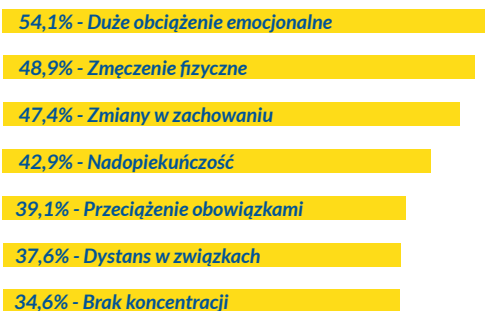 54,1% - Duże obciążenie emocjonalne
48,9% - Zmęczenie fizyczne
47,4% - Zmiany w zachowaniu
42,9% - Nadopiekuńczość
39,1% - Przeciążenie obowiązkami
37,6% - Dystans w związkach
34,6% - Brak koncentracji